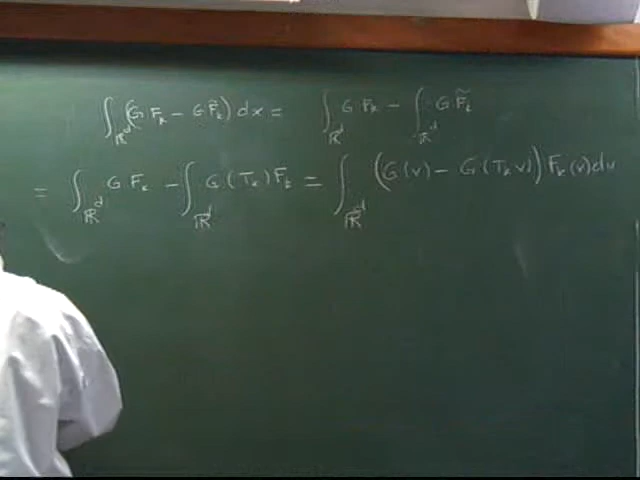 ∫_{ℝ^d} (G F_k − G F̃_k) dx = ∫_{ℝ^d} G F_k − ∫_{ℝ^d} G F̃_k
= ∫_{ℝ^d} G F_k − ∫_{ℝ^d} G (T_k) F_k = ∫_{ℝ^d} (G(v) − G(T_k v)) F_k(v) dv